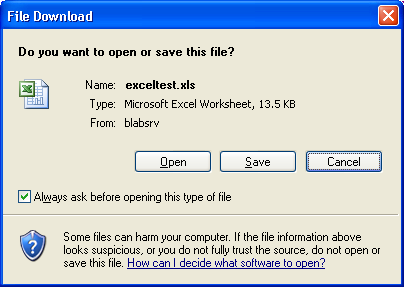 File Download
Do you want to open or save this file?
Name: exceltest.xls
Type: Microsoft Excel Worksheet, 13.5 KB
From: blabsrv
Open Save Cancel
Always ask before opening this type of file
Some files can harm your computer. If the file information above
looks suspicious, or you do not fully trust the source, do not open or
save this file. How can I decide what software to open?